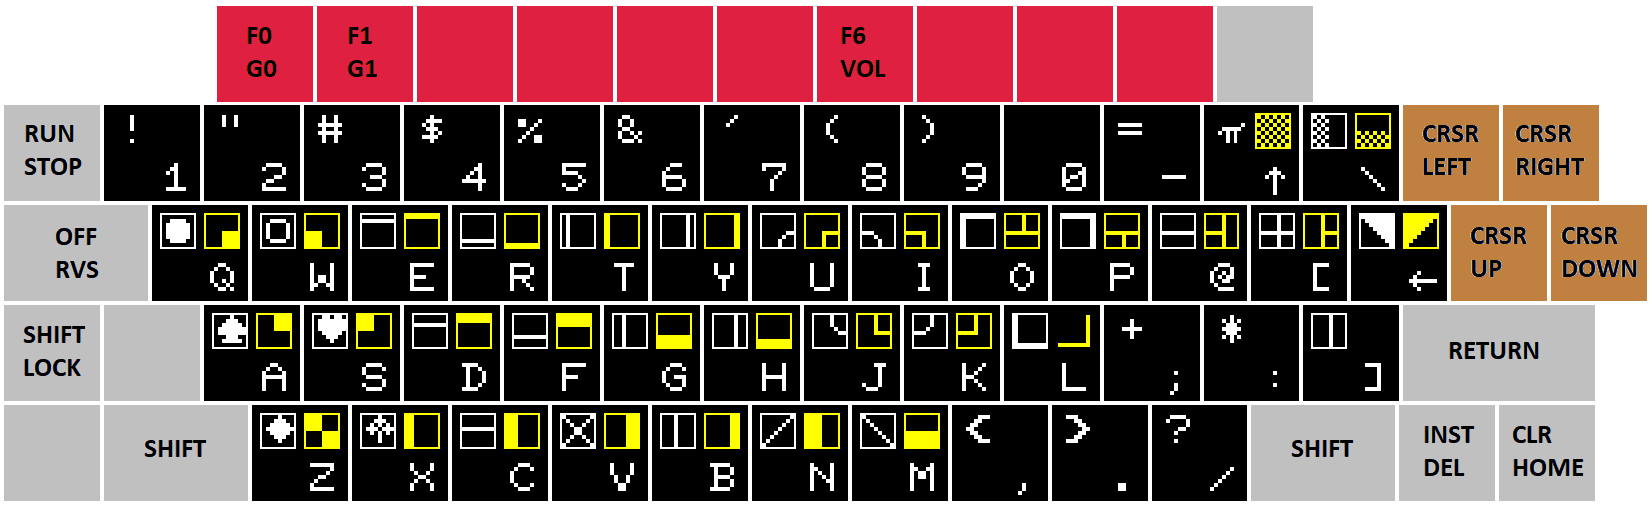 F0 F1 F6
G0 G1 VOL
RUN ! " # $ % & ' ( ) = π CRSR CRSR
STOP 1 2 3 4 5 6 7 8 9 0 - ↑ \ LEFT RIGHT
OFF CRSR CRSR
RVS Q W E R T Y U I O P @ [ ← UP DOWN
SHIFT + *
LOCK A S D F G H J K L ; : ] RETURN
SHIFT < > ? SHIFT INST CLR
Z X C V B N M , . / DEL HOME